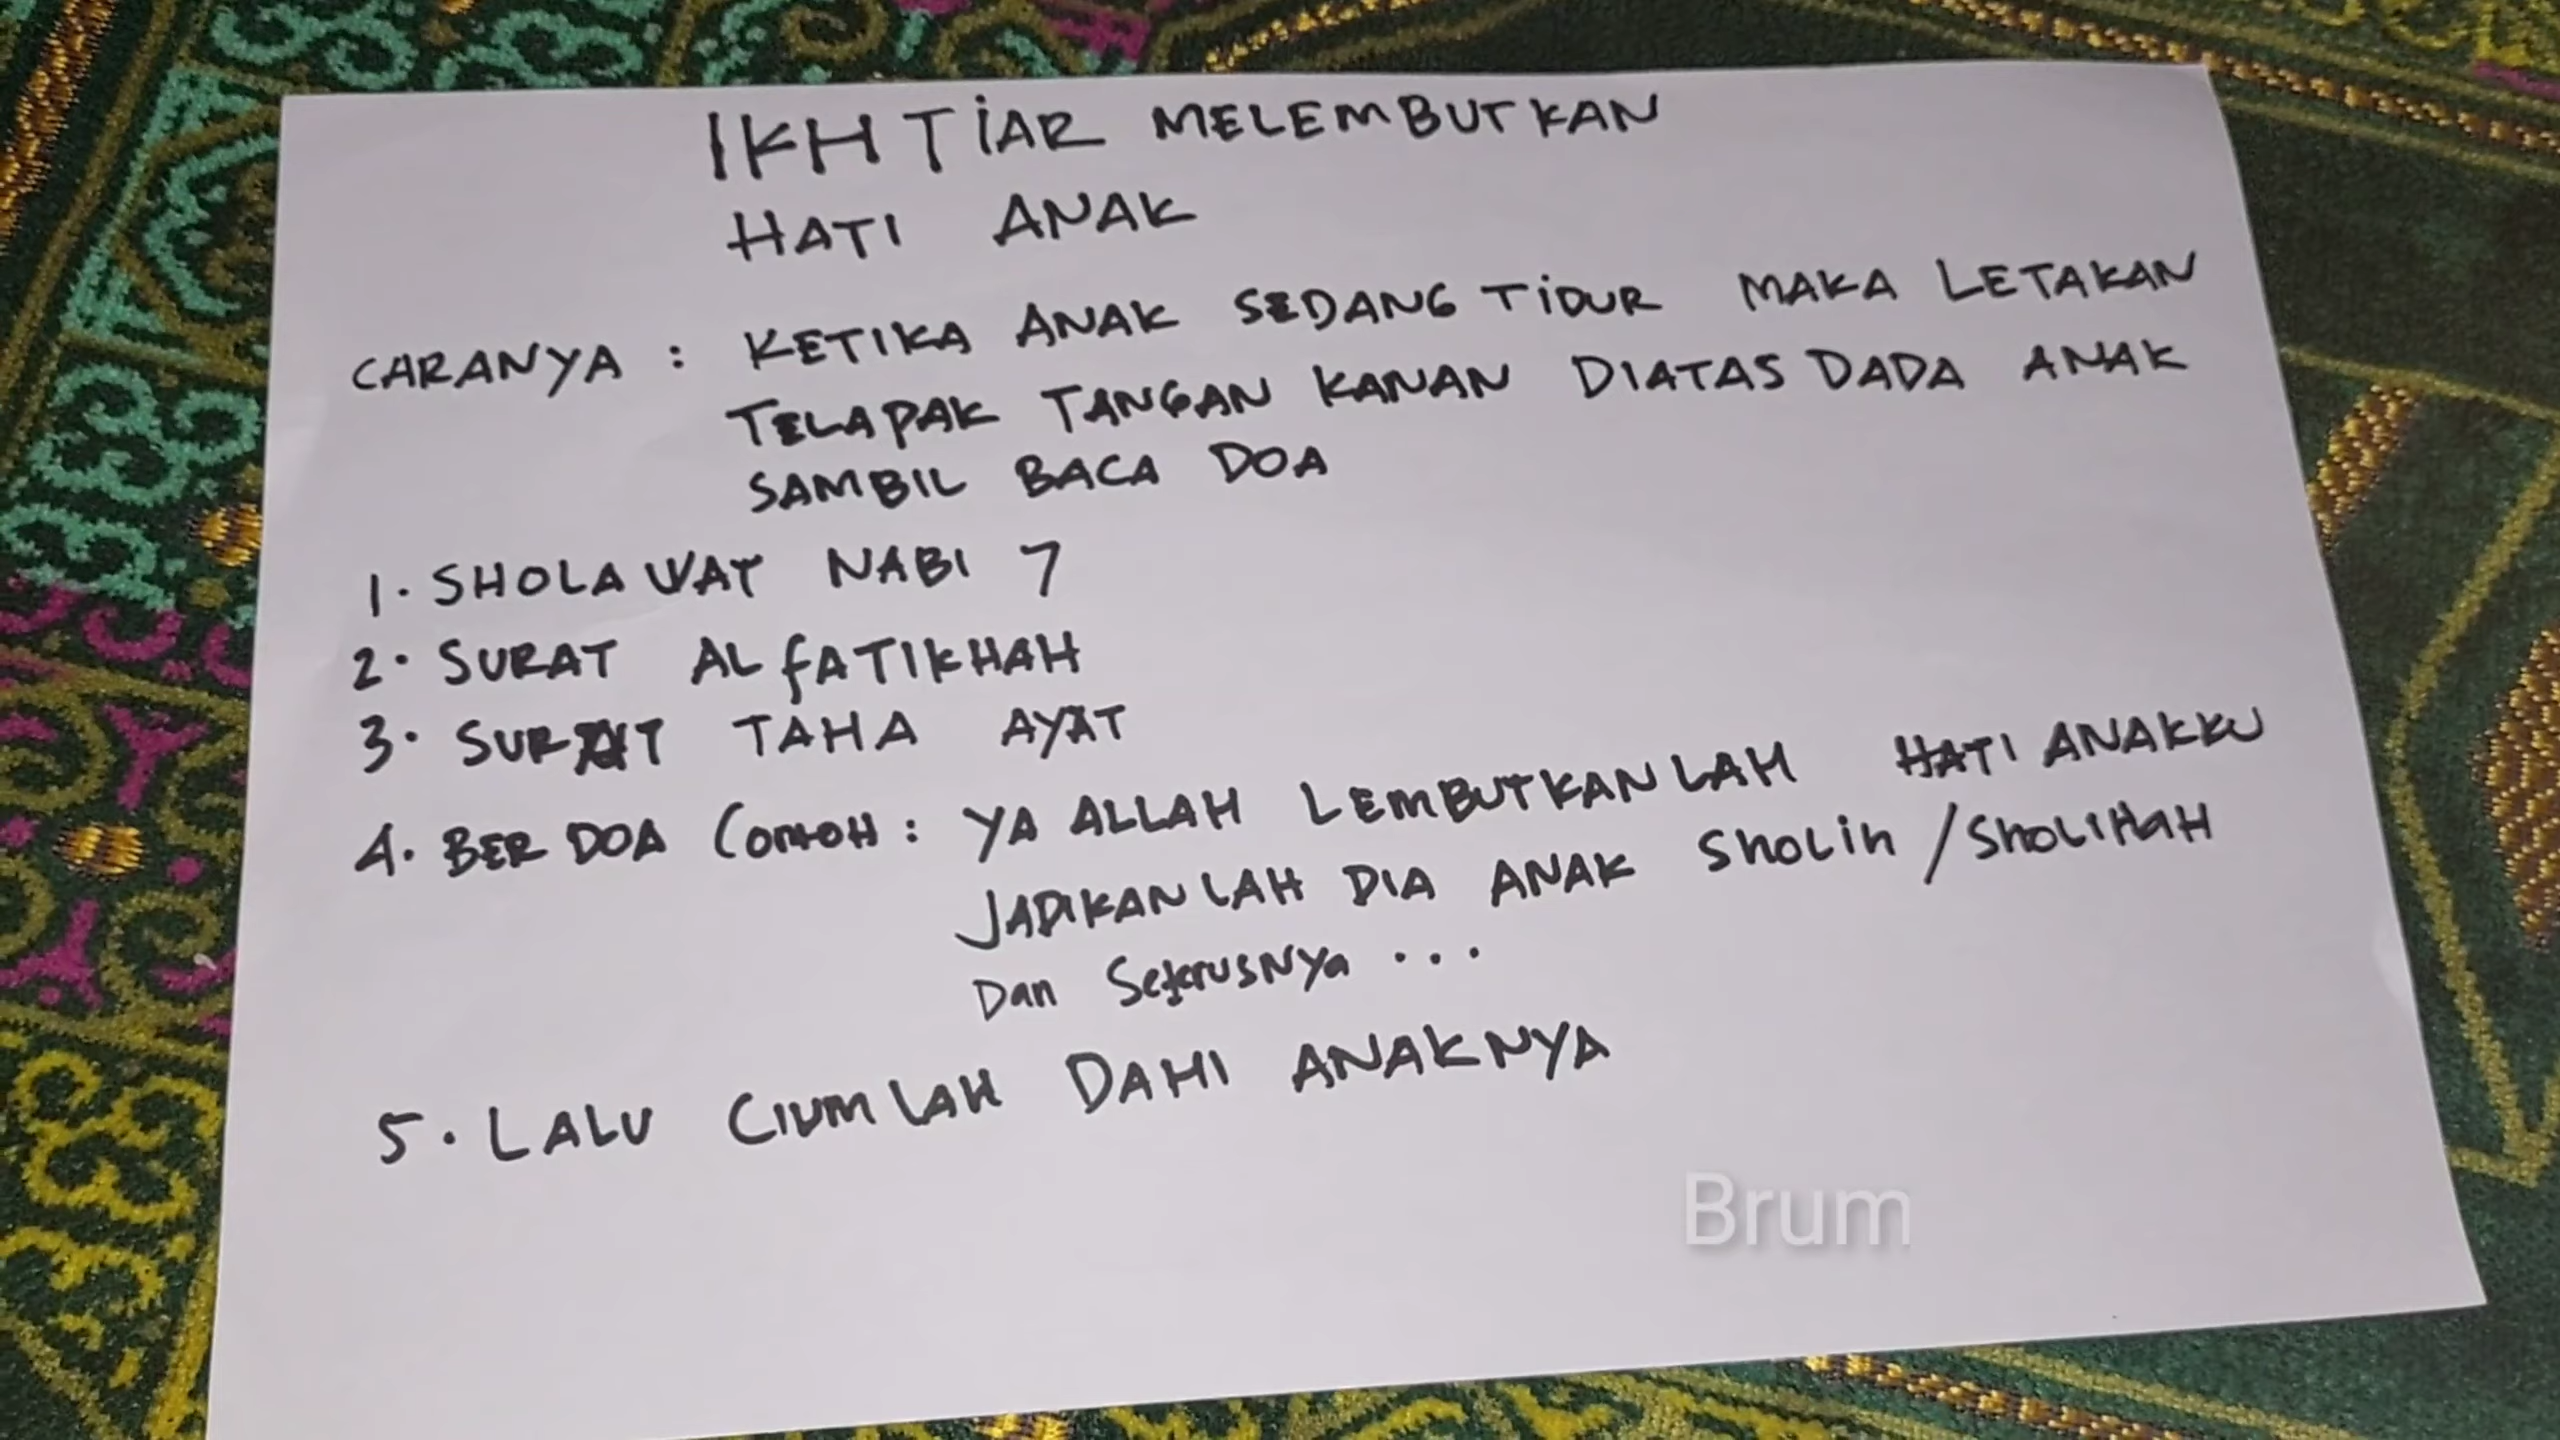 IKHTIAR MELEMBUTKAN
HATI ANAK
CARANYA : KETIKA ANAK SEDANG TIDUR MAKA LETAKAN
TELAPAK TANGAN KANAN DIATAS DADA ANAK
SAMBIL BACA DOA
1. SHOLAWAT NABI 7
2. SURAT AL FATIKHAH
3. SURAT TAHA AYAT
4. BERDOA CONTOH : YA ALLAH LEMBUTKANLAH HATI ANAKKU
JADIKANLAH DIA ANAK SHOLIH / SHOLIHAH
Dan Seterusnya ...
5. LALU CIUMLAH DAHI ANAKNYA
Brum